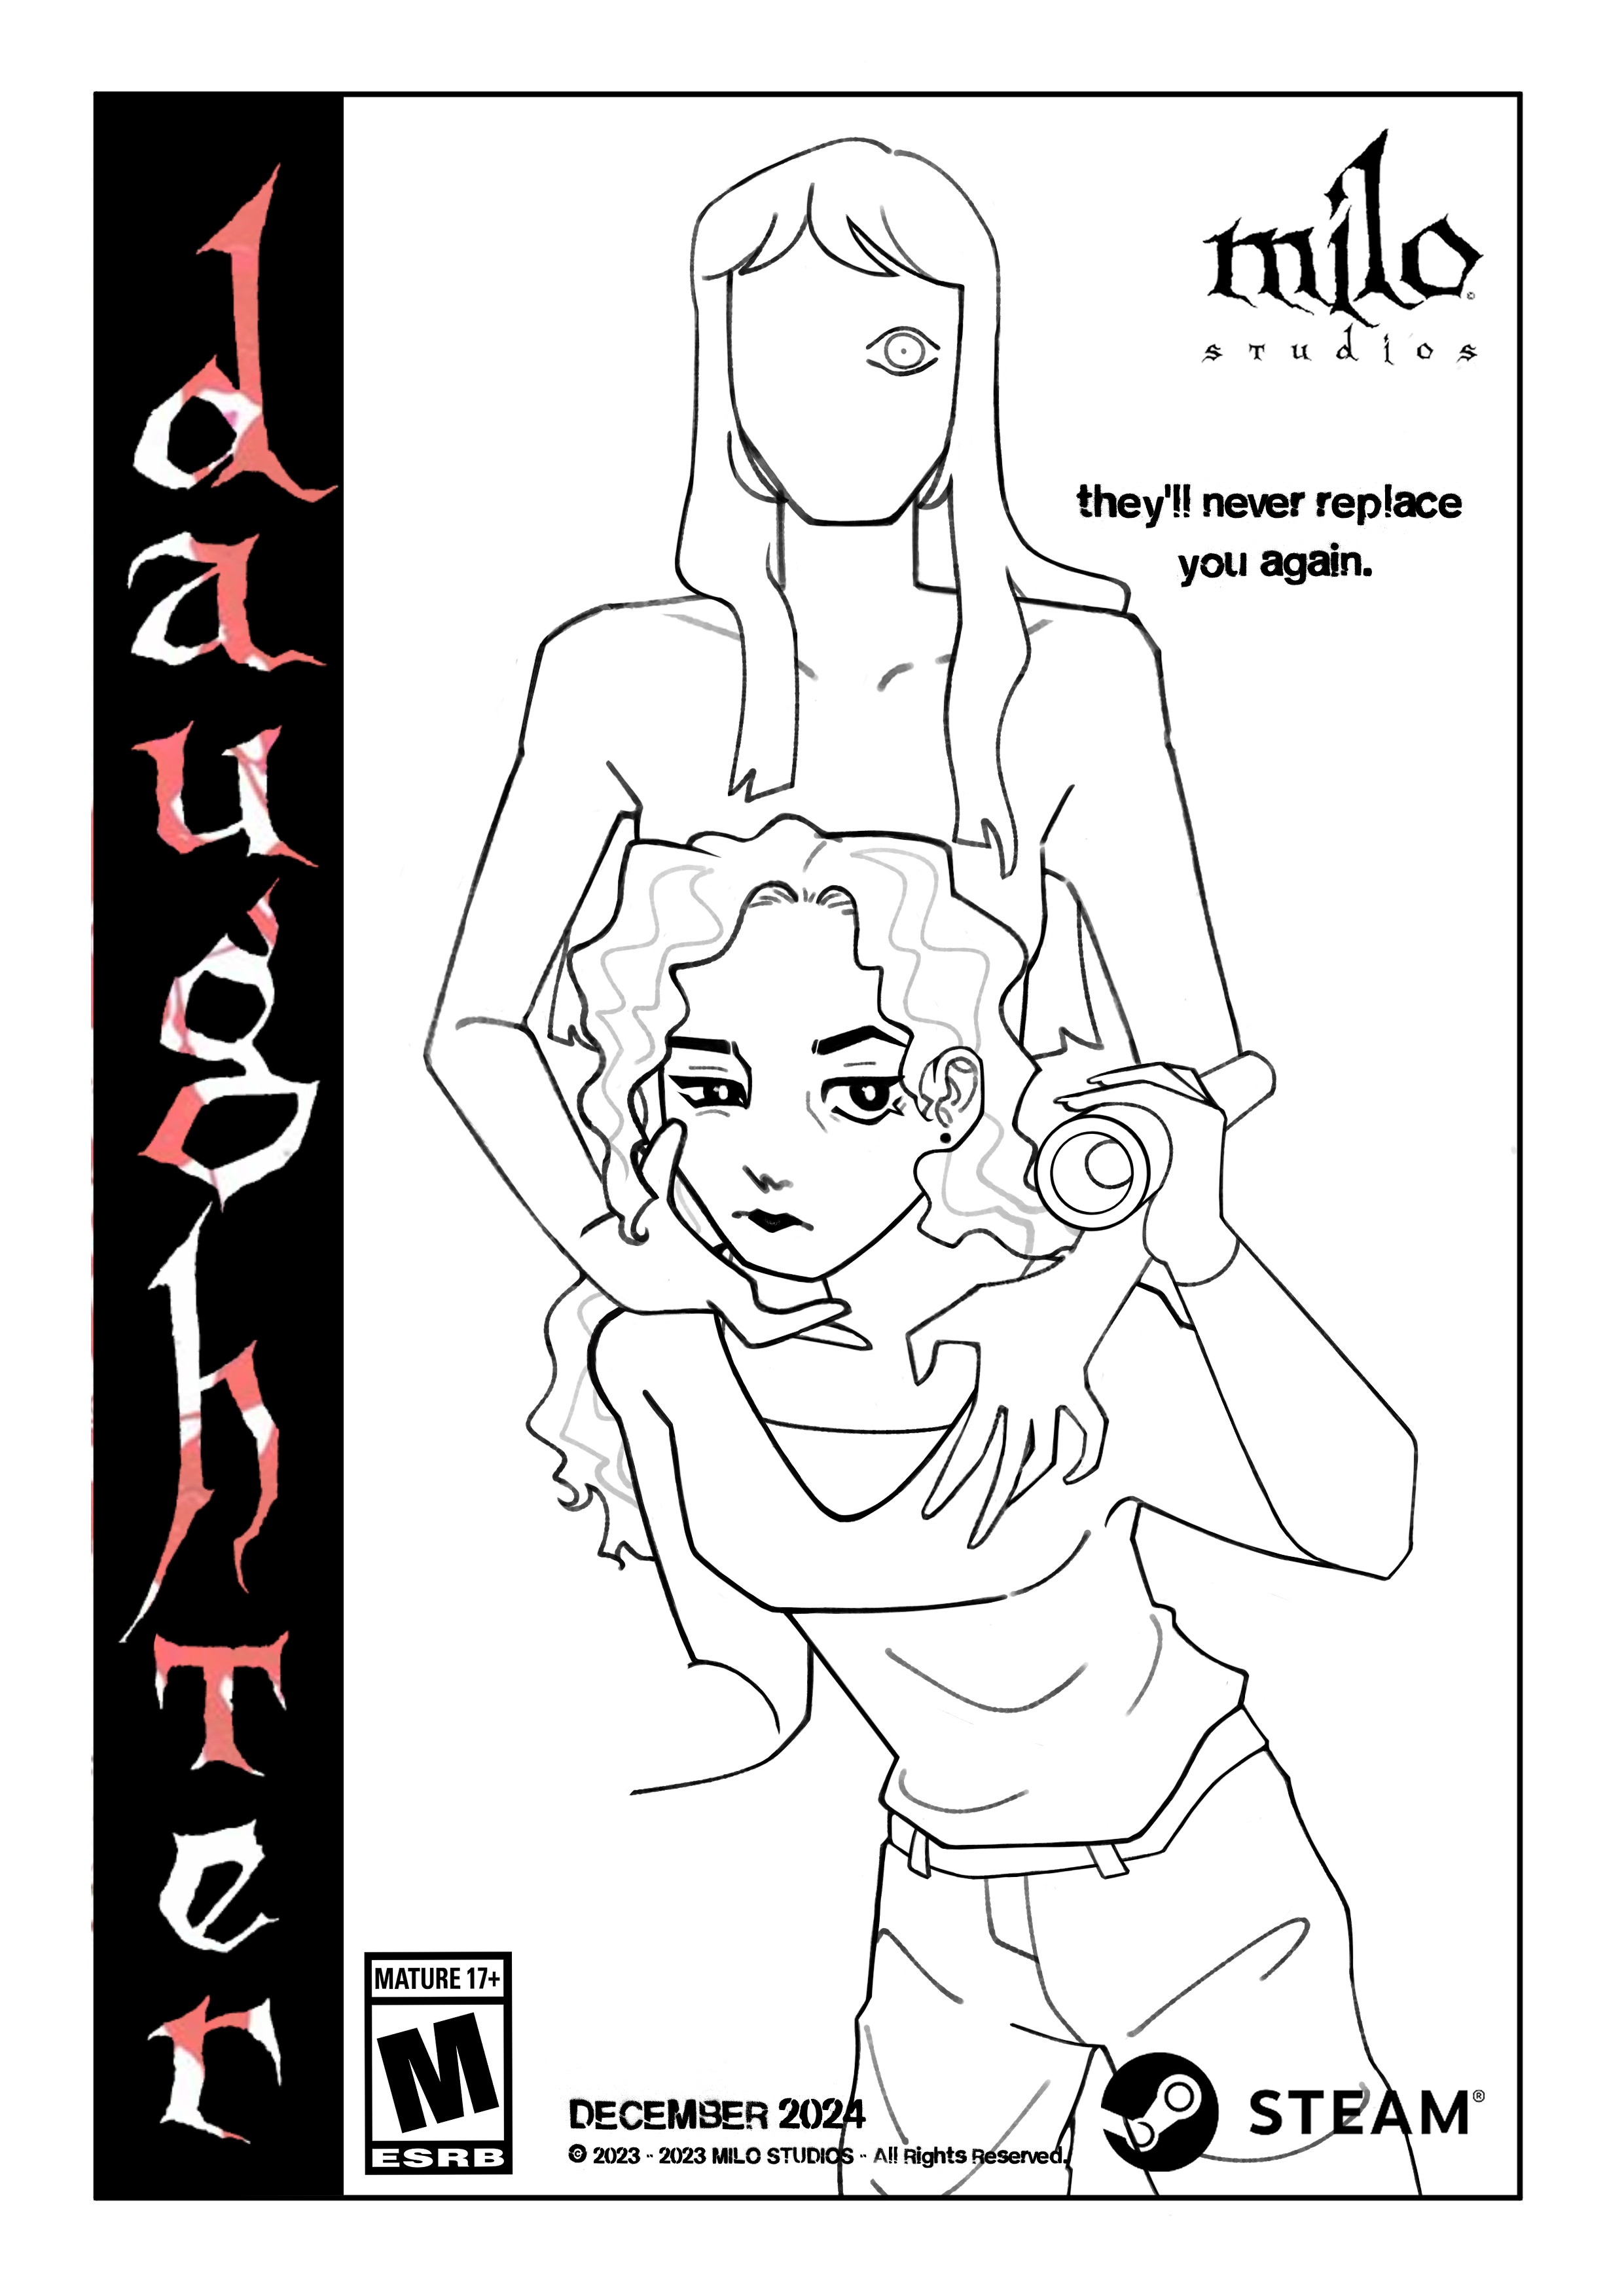 daughTer
milo©
sTudios
they'll never replace
you again.
MATURE 17+
M
ESRB
DECEMBER 2024
© 2023 - 2023 MILO STUDIOS - All Rights Reserved.
STEAM®